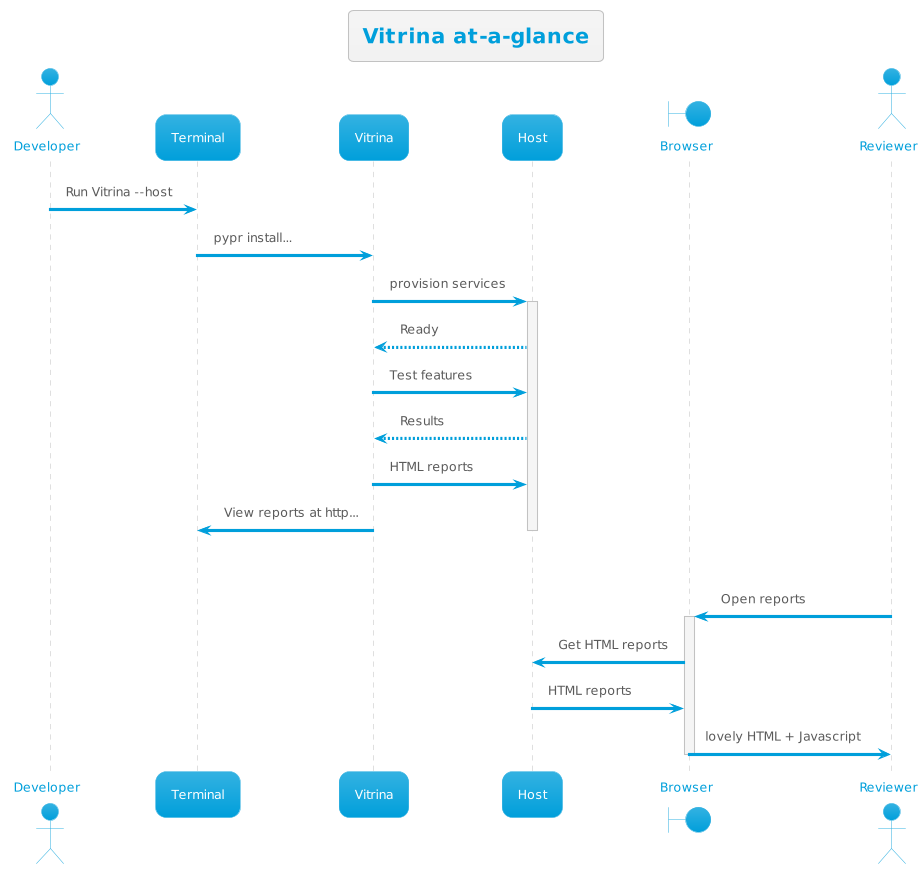 Vitrina at-a-glance
Developer
Terminal
Vitrina
Host
Browser
Reviewer
Run Vitrina --host
pypr install...
provision services
Ready
Test features
Results
HTML reports
View reports at http...
Open reports
Get HTML reports
HTML reports
lovely HTML + Javascript
Developer
Terminal
Vitrina
Host
Browser
Reviewer